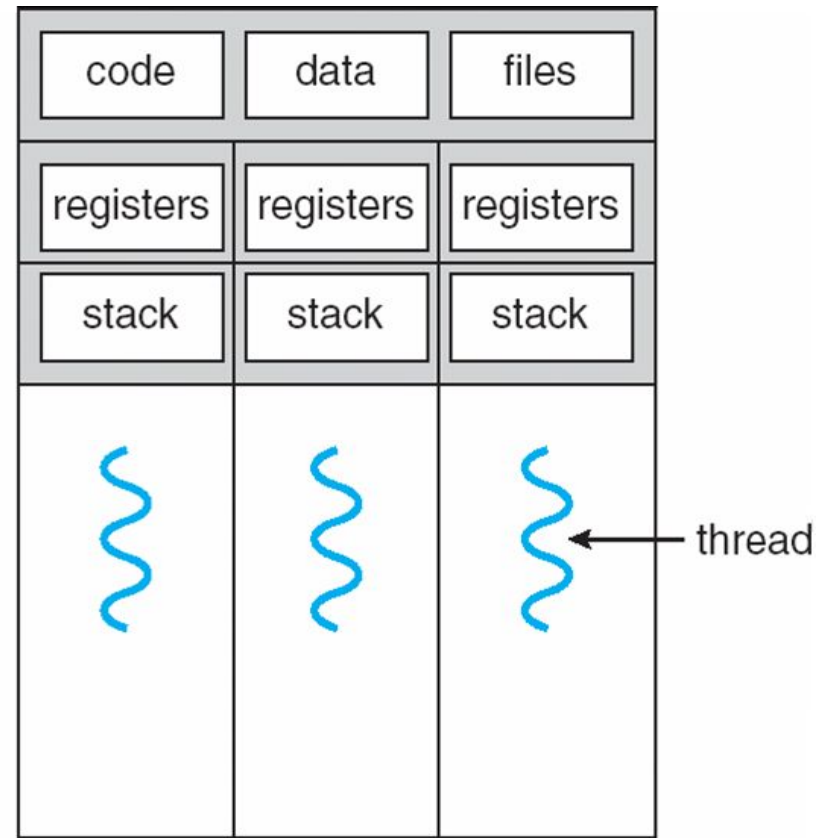 code data files
registers registers registers
stack stack stack
thread